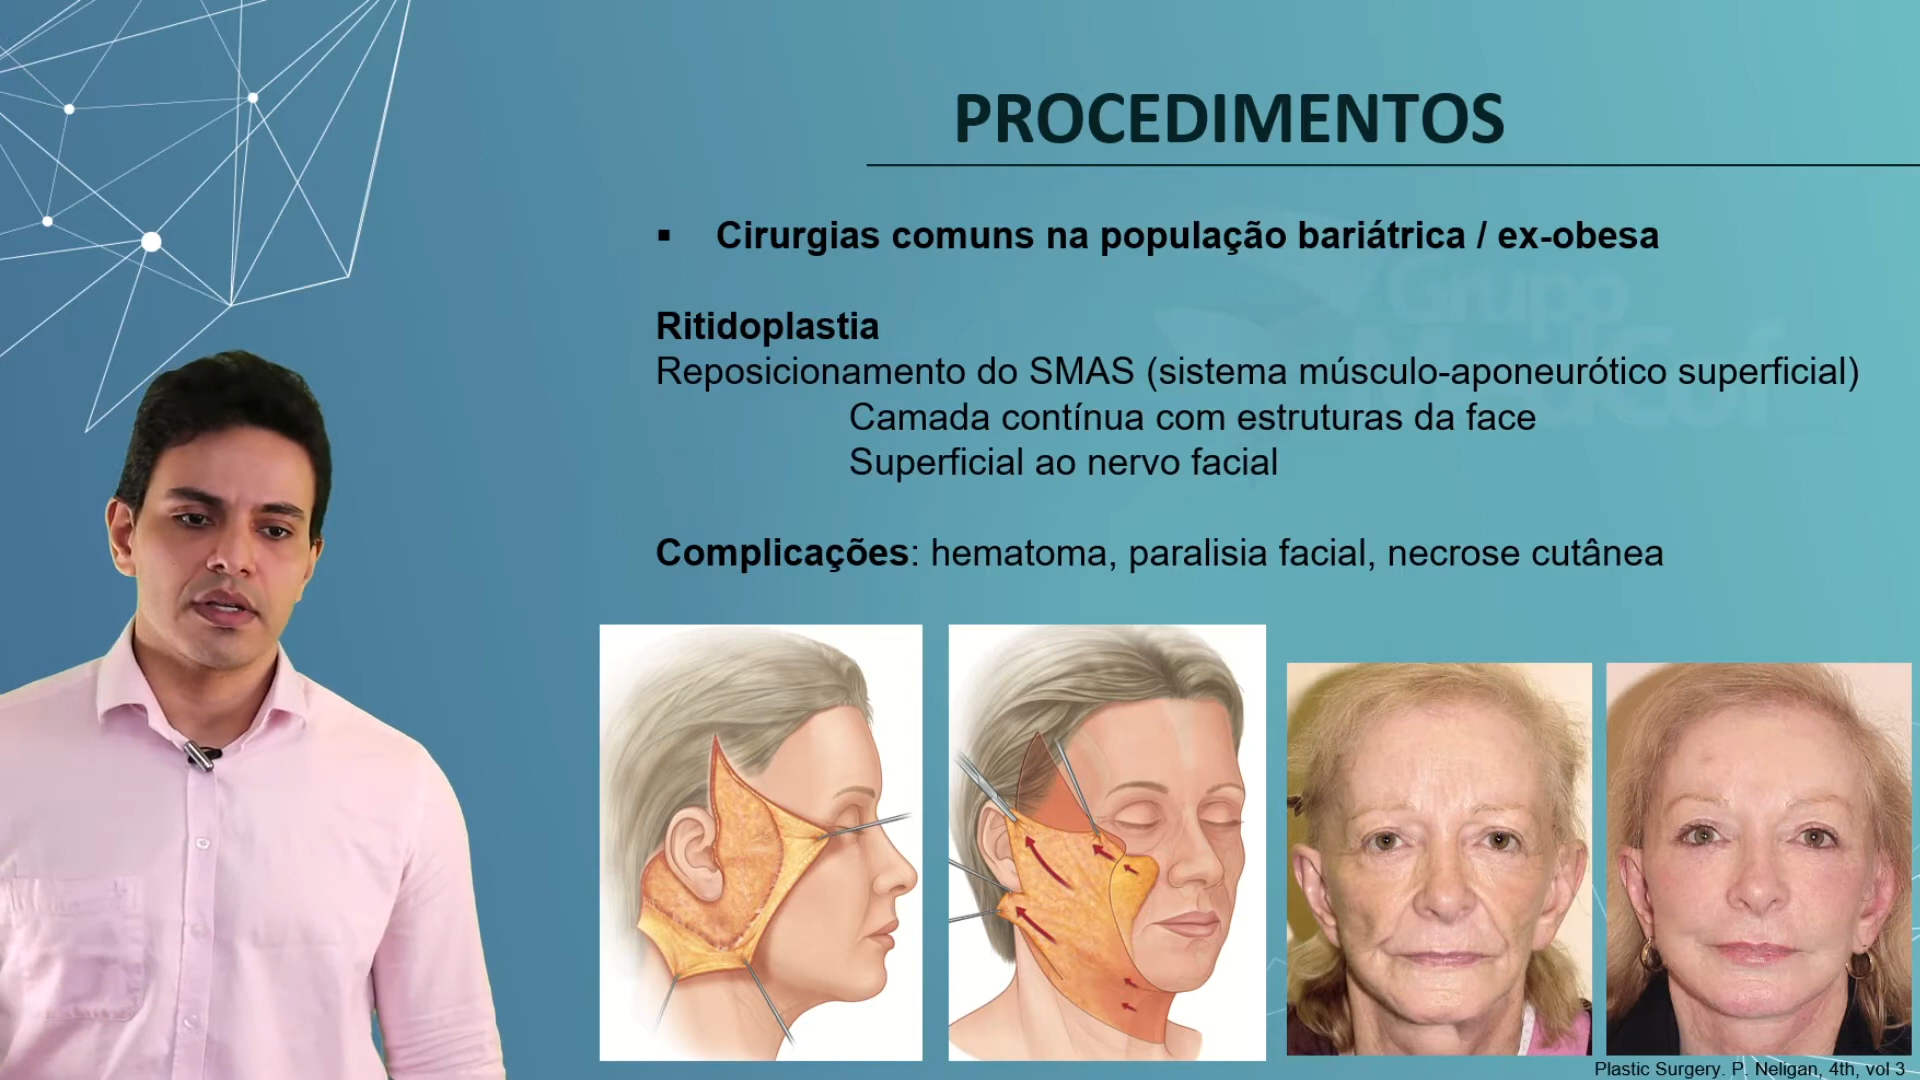 PROCEDIMENTOS
▪ Cirurgias comuns na população bariátrica / ex-obesa
Grupo
MedCof
Ritidoplastia
Reposicionamento do SMAS (sistema músculo-aponeurótico superficial)
Camada contínua com estruturas da face
Superficial ao nervo facial
Complicações: hematoma, paralisia facial, necrose cutânea
Plastic Surgery. P. Neligan, 4th, vol 3